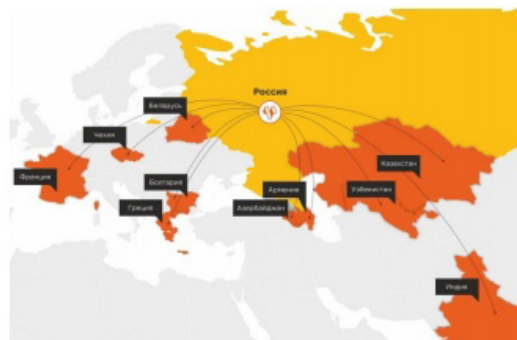 Россия
Беларусь
Чехия
Казахстан
Франция
Болгария
Армения
Узбекистан
Греция
Азербайджан
Индия